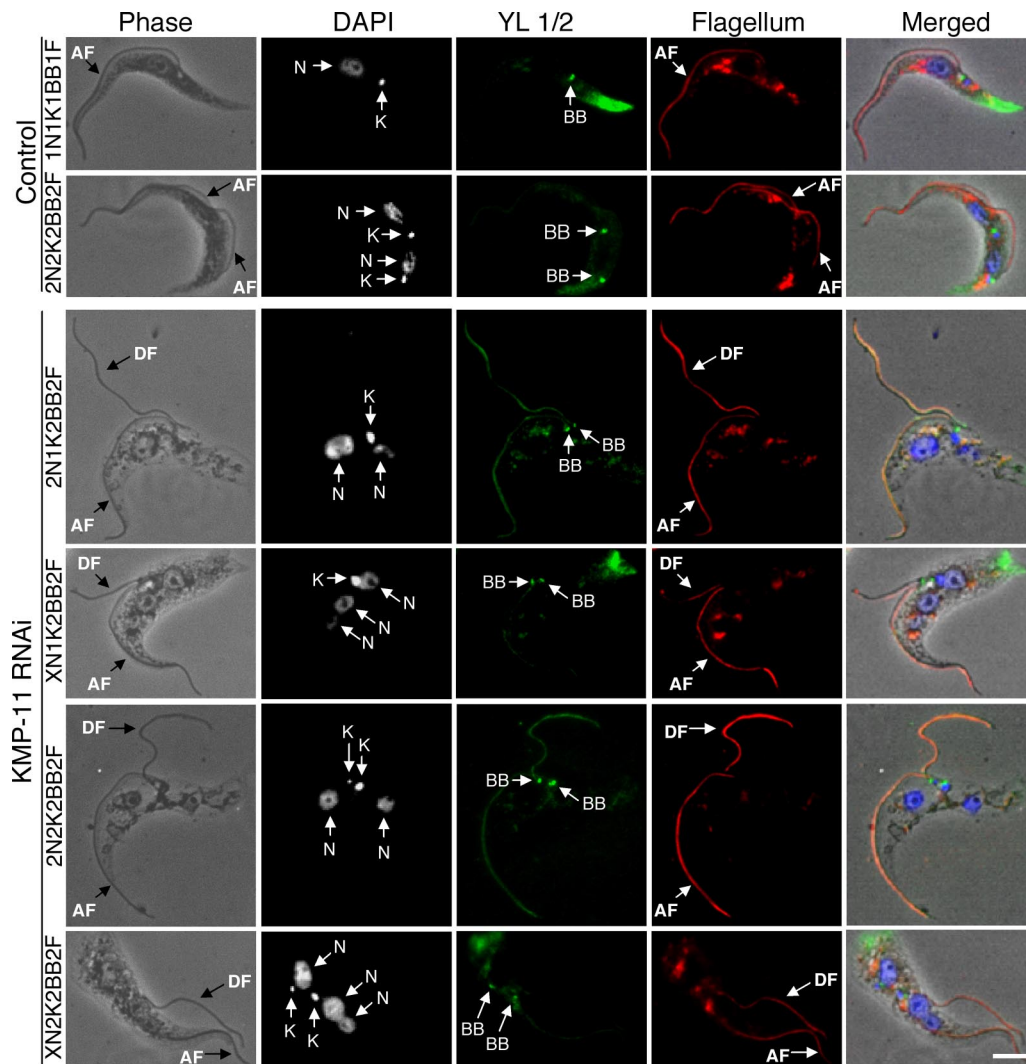 Phase DAPI YL 1/2 Flagellum Merged
Control
KMP-11 RNAi
1N1K1BB1F
AF
N
K
BB
AF
2N2K2BB2F
AF
AF
N
K
N
K
BB
BB
AF
AF
2N1K2BB2F
DF
AF
K
N
N
BB
BB
DF
AF
XN1K2BB2F
DF
AF
K
N
N
N
BB
BB
DF
AF
2N2K2BB2F
DF
AF
K
K
N
N
BB
BB
DF
AF
XN2K2BB2F
DF
AF
N
N
N
K
K
BB
BB
DF
AF